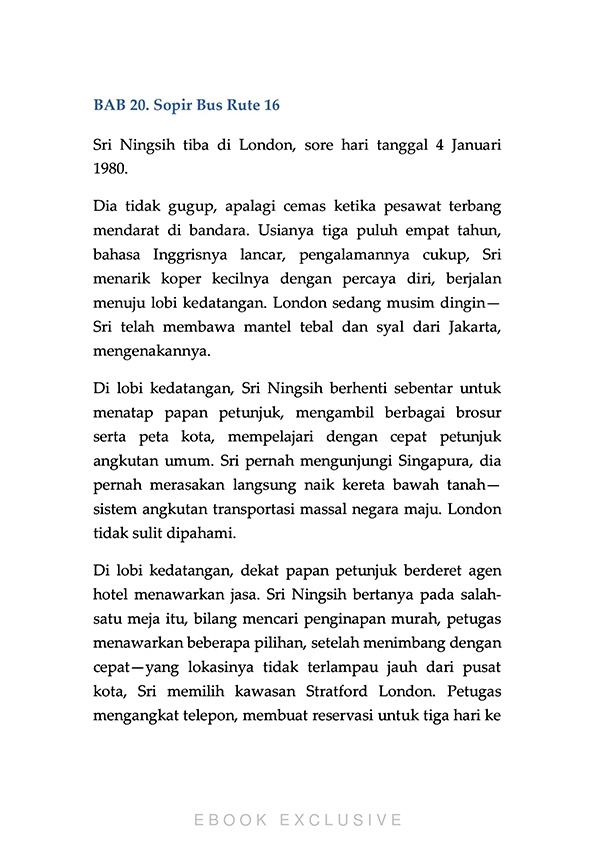 BAB 20. Sopir Bus Rute 16
Sri Ningsih tiba di London, sore hari tanggal 4 Januari
1980.
Dia tidak gugup, apalagi cemas ketika pesawat terbang
mendarat di bandara. Usianya tiga puluh empat tahun,
bahasa Inggrisnya lancar, pengalamannya cukup, Sri
menarik koper kecilnya dengan percaya diri, berjalan
menuju lobi kedatangan. London sedang musim dingin—
Sri telah membawa mantel tebal dan syal dari Jakarta,
mengenakannya.
Di lobi kedatangan, Sri Ningsih berhenti sebentar untuk
menatap papan petunjuk, mengambil berbagai brosur
serta peta kota, mempelajari dengan cepat petunjuk
angkutan umum. Sri pernah mengunjungi Singapura, dia
pernah merasakan langsung naik kereta bawah tanah—
sistem angkutan transportasi massal negara maju. London
tidak sulit dipahami.
Di lobi kedatangan, dekat papan petunjuk berderet agen
hotel menawarkan jasa. Sri Ningsih bertanya pada salah-
satu meja itu, bilang mencari penginapan murah, petugas
menawarkan beberapa pilihan, setelah menimbang dengan
cepat—yang lokasinya tidak terlampau jauh dari pusat
kota, Sri memilih kawasan Stratford London. Petugas
mengangkat telepon, membuat reservasi untuk tiga hari ke
EBOOK EXCLUSIVE